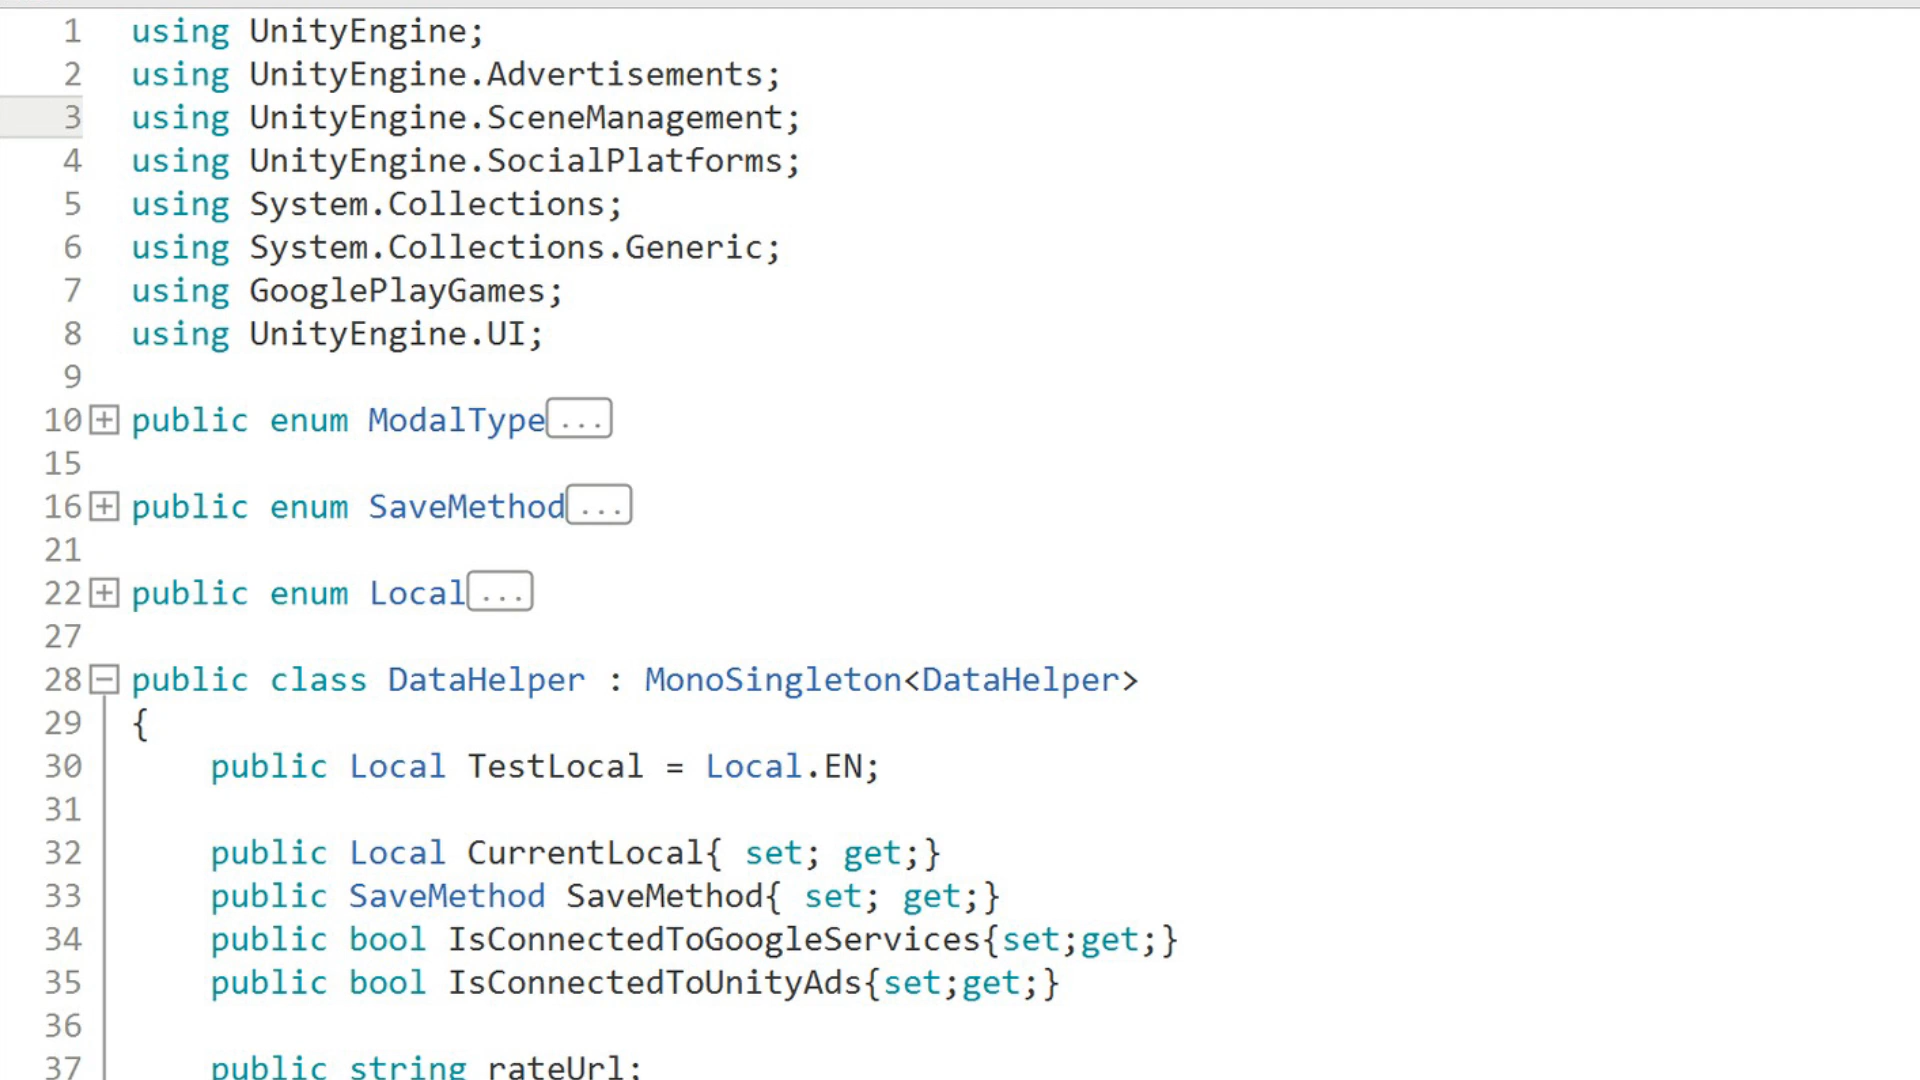 1 using UnityEngine;
2 using UnityEngine.Advertisements;
3 using UnityEngine.SceneManagement;
4 using UnityEngine.SocialPlatforms;
5 using System.Collections;
6 using System.Collections.Generic;
7 using GooglePlayGames;
8 using UnityEngine.UI;
9
10 public enum ModalType...
15
16 public enum SaveMethod...
21
22 public enum Local...
27
28 public class DataHelper : MonoSingleton<DataHelper>
29 {
30 public Local TestLocal = Local.EN;
31
32 public Local CurrentLocal{ set; get;}
33 public SaveMethod SaveMethod{ set; get;}
34 public bool IsConnectedToGoogleServices{set;get;}
35 public bool IsConnectedToUnityAds{set;get;}
36
37 public string rateUrl;